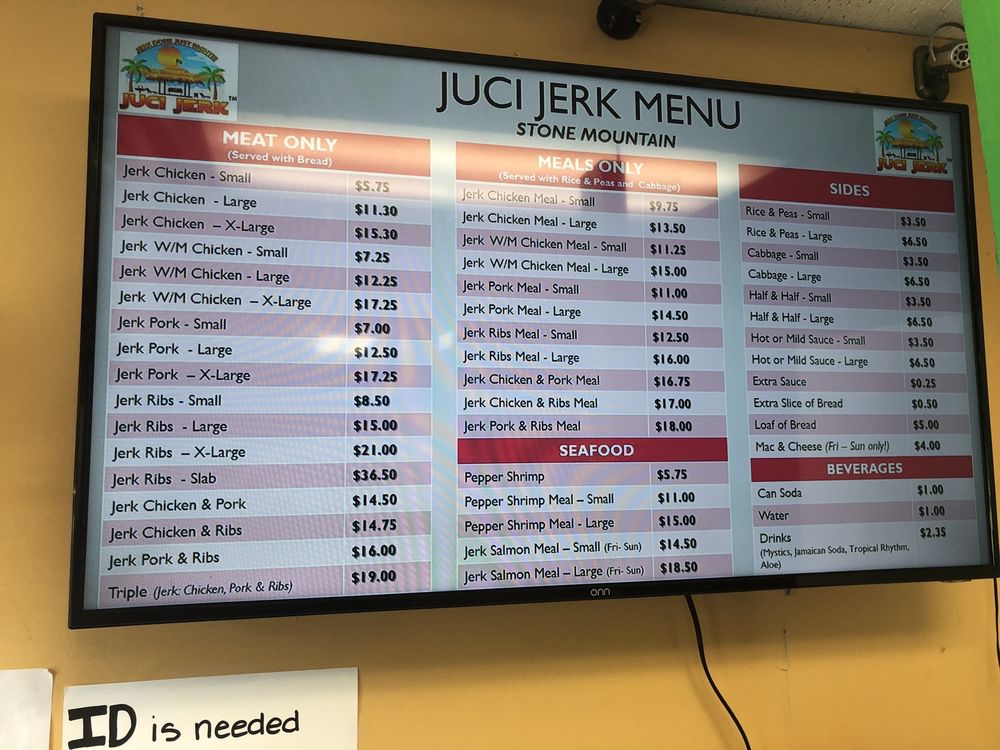 JERK DONE JUST RIGHT!!!
JUCI JERK™
JUCI JERK MENU
STONE MOUNTAIN
JUCI JERK™
MEAT ONLY
(Served with Bread)
Jerk Chicken - Small $5.75
Jerk Chicken - Large $11.30
Jerk Chicken – X-Large $15.30
Jerk W/M Chicken - Small $7.25
Jerk W/M Chicken - Large $12.25
Jerk W/M Chicken – X-Large $17.25
Jerk Pork - Small $7.00
Jerk Pork - Large $12.50
Jerk Pork – X-Large $17.25
Jerk Ribs - Small $8.50
Jerk Ribs - Large $15.00
Jerk Ribs – X-Large $21.00
Jerk Ribs - Slab $36.50
Jerk Chicken & Pork $14.50
Jerk Chicken & Ribs $14.75
Jerk Pork & Ribs $16.00
Triple (Jerk: Chicken, Pork & Ribs) $19.00
MEALS ONLY
(Served with Rice & Peas and Cabbage)
Jerk Chicken Meal - Small $9.75
Jerk Chicken Meal - Large $13.50
Jerk W/M Chicken Meal - Small $11.25
Jerk W/M Chicken Meal - Large $15.00
Jerk Pork Meal - Small $11.00
Jerk Pork Meal - Large $14.50
Jerk Ribs Meal - Small $12.50
Jerk Ribs Meal - Large $16.00
Jerk Chicken & Pork Meal $16.75
Jerk Chicken & Ribs Meal $17.00
Jerk Pork & Ribs Meal $18.00
SEAFOOD
Pepper Shrimp $5.75
Pepper Shrimp Meal – Small $11.00
Pepper Shrimp Meal - Large $15.00
Jerk Salmon Meal – Small (Fri- Sun) $14.50
Jerk Salmon Meal – Large (Fri- Sun) $18.50
SIDES
Rice & Peas - Small $3.50
Rice & Peas - Large $6.50
Cabbage - Small $3.50
Cabbage - Large $6.50
Half & Half - Small $3.50
Half & Half - Large $6.50
Hot or Mild Sauce - Small $3.50
Hot or Mild Sauce - Large $6.50
Extra Sauce $0.25
Extra Slice of Bread $0.50
Loaf of Bread $5.00
Mac & Cheese (Fri – Sun only!) $4.00
BEVERAGES
Can Soda $1.00
Water $1.00
Drinks $2.35
(Mystics, Jamaican Soda, Tropical Rhythm,
Aloe)
onn
ID is needed